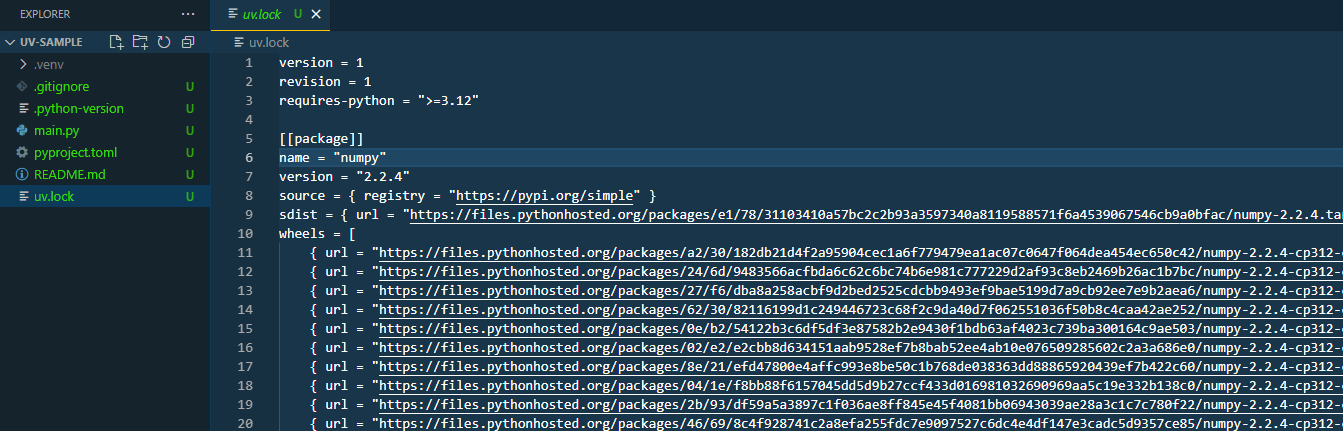 EXPLORER
uv.lock U
UV-SAMPLE
.venv
.gitignore U
.python-version U
main.py U
pyproject.toml U
README.md U
uv.lock U
uv.lock
1 version = 1
2 revision = 1
3 requires-python = ">=3.12"
4
5 [[package]]
6 name = "numpy"
7 version = "2.2.4"
8 source = { registry = "https://pypi.org/simple" }
9 sdist = { url = "https://files.pythonhosted.org/packages/e1/78/31103410a57bc2c2b93a3597340a8119588571f6a4539067546cb9a0bfac/numpy-2.2.4.ta
10 wheels = [
11 { url = "https://files.pythonhosted.org/packages/a2/30/182db21d4f2a95904cec1a6f779479ea1ac07c0647f064dea454ec650c42/numpy-2.2.4-cp312-
12 { url = "https://files.pythonhosted.org/packages/24/6d/9483566acfbda6c62c6bc74b6e981c777229d2af93c8eb2469b26ac1b7bc/numpy-2.2.4-cp312-
13 { url = "https://files.pythonhosted.org/packages/27/f6/dba8a258acbf9d2bed2525cdcbb9493ef9bae5199d7a9cb92ee7e9b2aea6/numpy-2.2.4-cp312-
14 { url = "https://files.pythonhosted.org/packages/62/30/82116199d1c249446723c68f2c9da40d7f062551036f50b8c4caa42ae252/numpy-2.2.4-cp312-
15 { url = "https://files.pythonhosted.org/packages/0e/b2/54122b3c6df5df3e87582b2e9430f1bdb63af4023c739ba300164c9ae503/numpy-2.2.4-cp312-
16 { url = "https://files.pythonhosted.org/packages/02/e2/e2cbb8d634151aab9528ef7b8bab52ee4ab10e076509285602c2a3a686e0/numpy-2.2.4-cp312-
17 { url = "https://files.pythonhosted.org/packages/8e/21/efd47800e4affc993e8be50c1b768de038363dd88865920439ef7b422c60/numpy-2.2.4-cp312-
18 { url = "https://files.pythonhosted.org/packages/04/1e/f8bb88f6157045dd5d9b27ccf433d016981032690969aa5c19e332b138c0/numpy-2.2.4-cp312-
19 { url = "https://files.pythonhosted.org/packages/2b/93/df59a5a3897c1f036ae8ff845e45f4081bb06943039ae28a3c1c7c780f22/numpy-2.2.4-cp312-
20 { url = "https://files.pythonhosted.org/packages/46/69/8c4f928741c2a8efa255fdc7e9097527c6dc4e4df147e3cadc5d9357ce85/numpy-2.2.4-cp312-